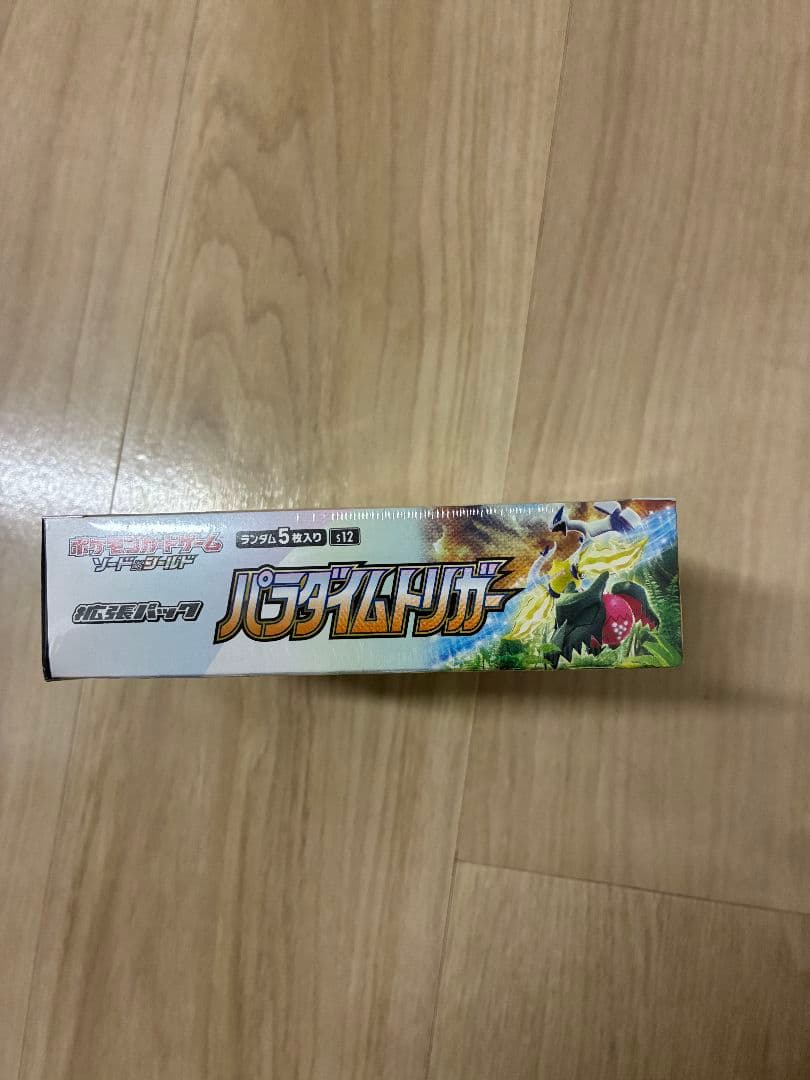 ポケモンカードゲーム
ソード&シールド
ランダム5枚入り s12
拡張パック
パラダイムトリガー